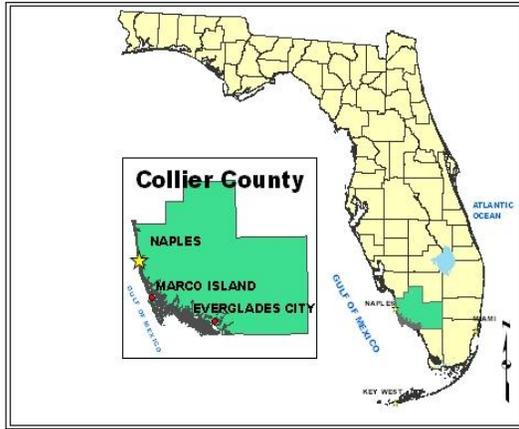 Collier County
NAPLES
MARCO ISLAND
EVERGLADES CITY
GULF OF MEXICO
ATLANTIC
OCEAN
NAPLES
GULF OF MEXICO
MIAMI
KEY WEST